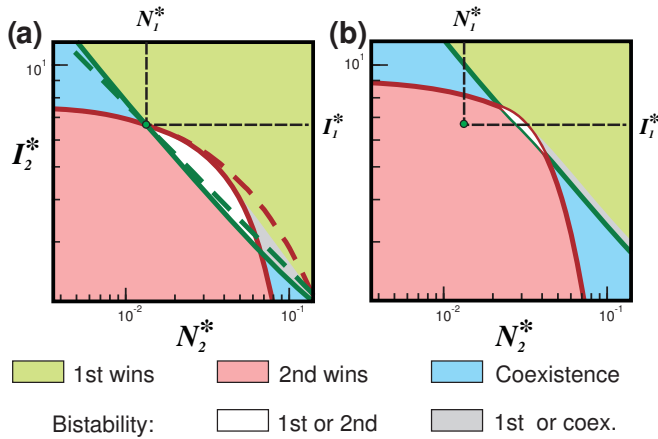 N₁* N₁*
(a) (b)
10¹ 10¹
I₂* I₁* I₁*
10⁻² 10⁻¹ 10⁻² 10⁻¹
N₂* N₂*
1st wins 2nd wins Coexistence
Bistability: 1st or 2nd 1st or coex.